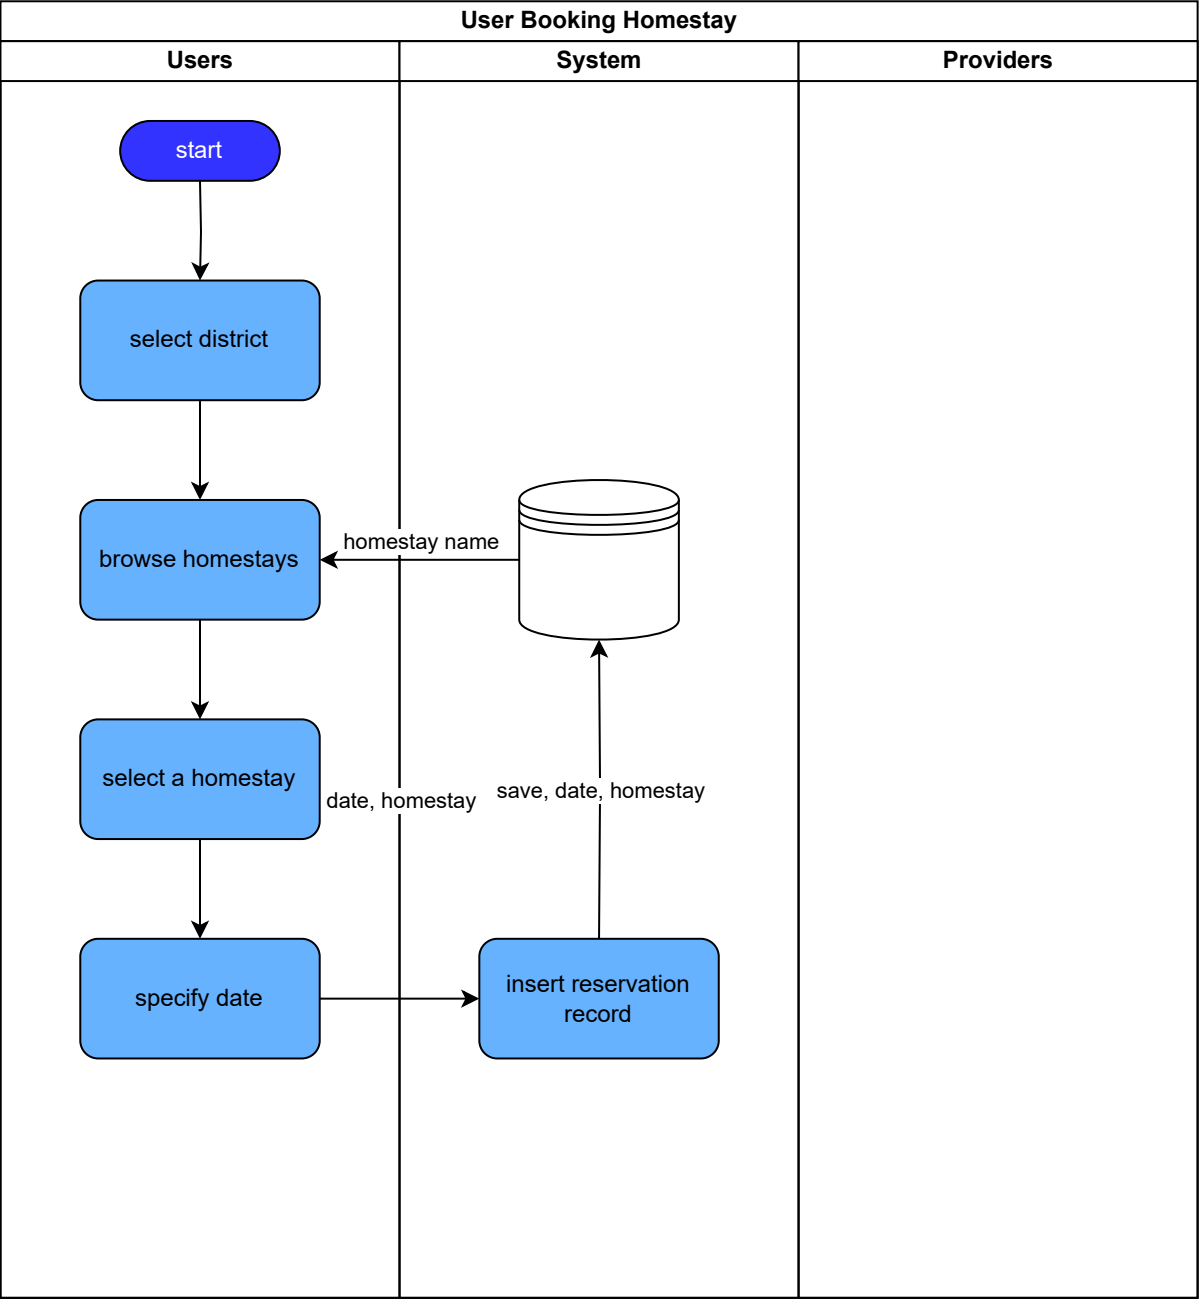 User Booking Homestay
Users
System
Providers
start
select district
browse homestays
homestay name
select a homestay
date, homestay
save, date, homestay
specify date
insert reservation
record